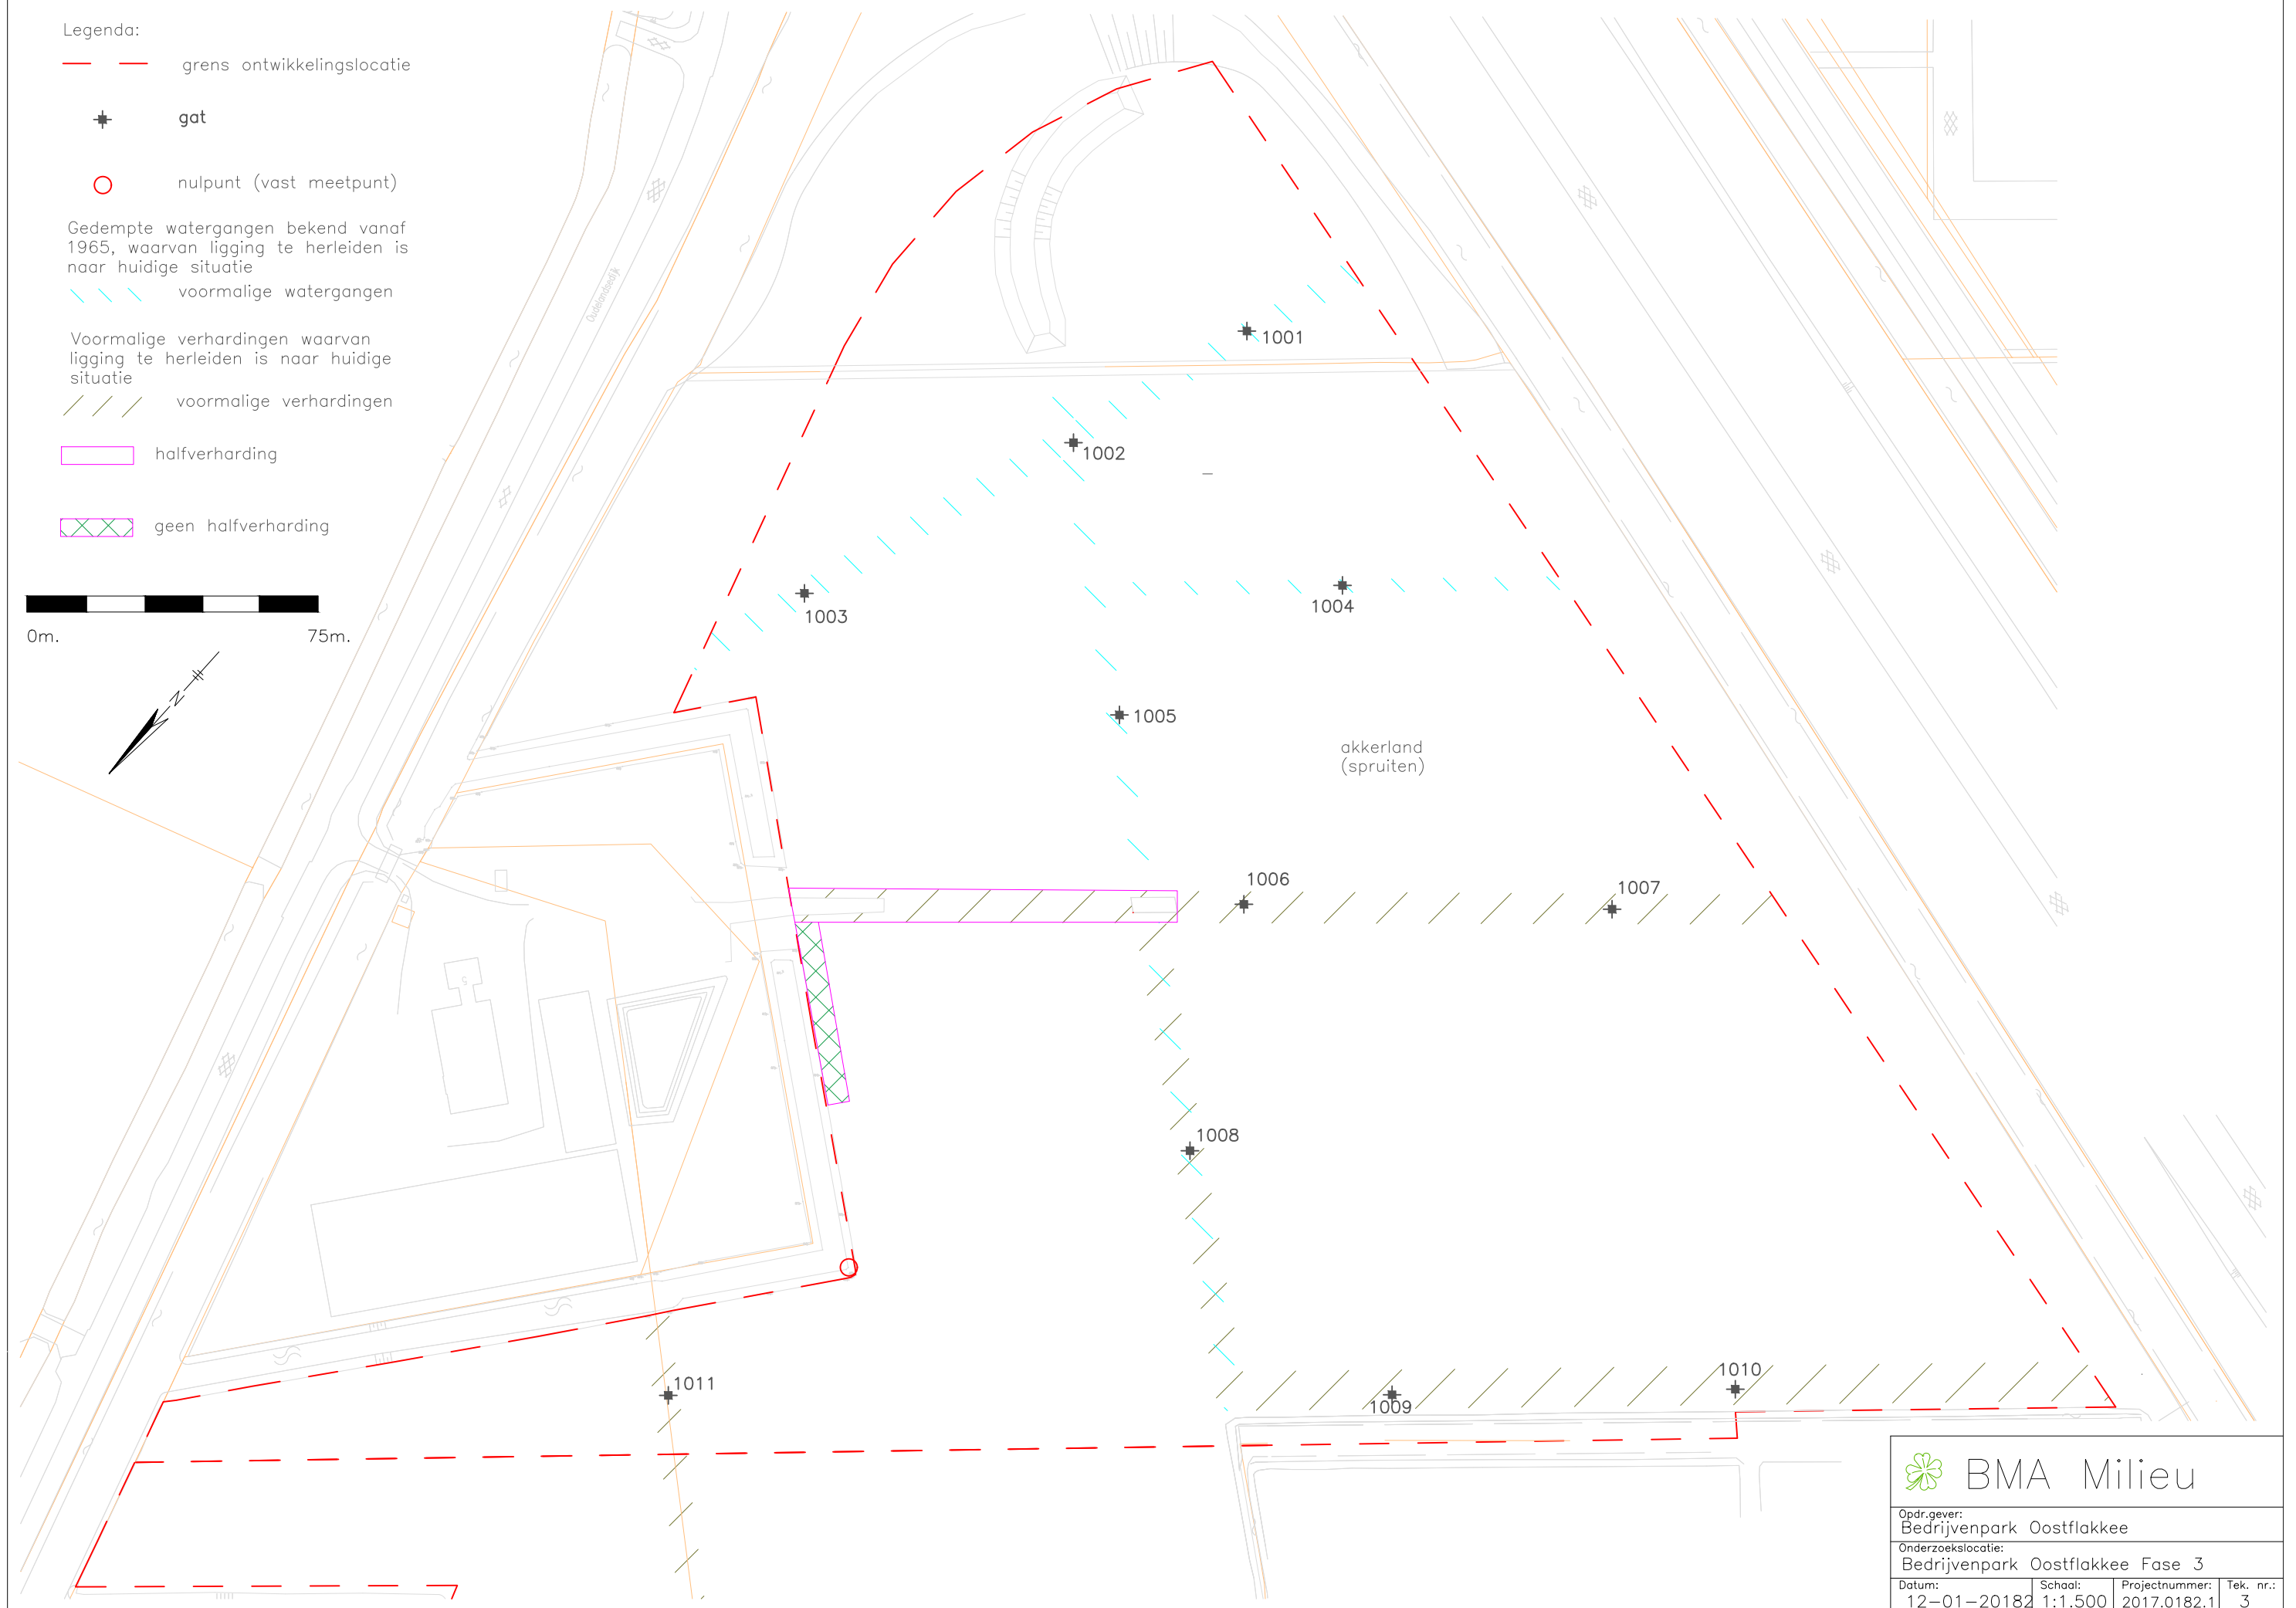 Legenda:
grens ontwikkelingslocatie
gat
nulpunt (vast meetpunt)
Gedempte watergangen bekend vanaf
1965, waarvan ligging te herleiden is
naar huidige situatie
voormalige watergangen
Voormalige verhardingen waarvan
ligging te herleiden is naar huidige
situatie
voormalige verhardingen
halfverharding
geen halfverharding
0m.
75m.
N
Oudelandsedijk
1001
1002
1003
1004
1005
akkerland
(spruiten)
1006
1007
1008
1009
1010
1011
BMA Milieu
Opdr.gever:
Bedrijvenpark Oostflakkee
Onderzoekslocatie:
Bedrijvenpark Oostflakkee Fase 3
Datum: Schaal: Projectnummer: Tek. nr.:
12-01-20182 1:1.500 2017.0182.1 3